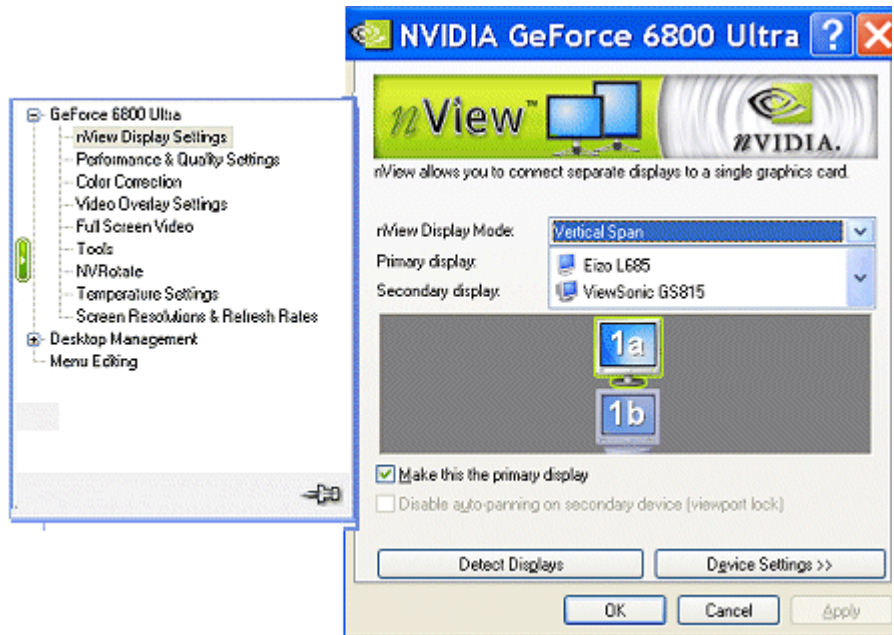 NVIDIA GeForce 6800 Ultra
GeForce 6800 Ultra
nView Display Settings
Performance & Quality Settings
Color Correction
Video Overlay Settings
Full Screen Video
Tools
NVRotate
Temperature Settings
Screen Resolutions & Refresh Rates
Desktop Management
Menu Editing
nView™
nVIDIA.
nView allows you to connect separate displays to a single graphics card.
nView Display Mode: Vertical Span
Primary display: Eizo L685
Secondary display: ViewSonic GS815
1a
1b
Make this the primary display
Disable auto-panning on secondary device (viewport lock)
Detect Displays Device Settings >>
OK Cancel Apply